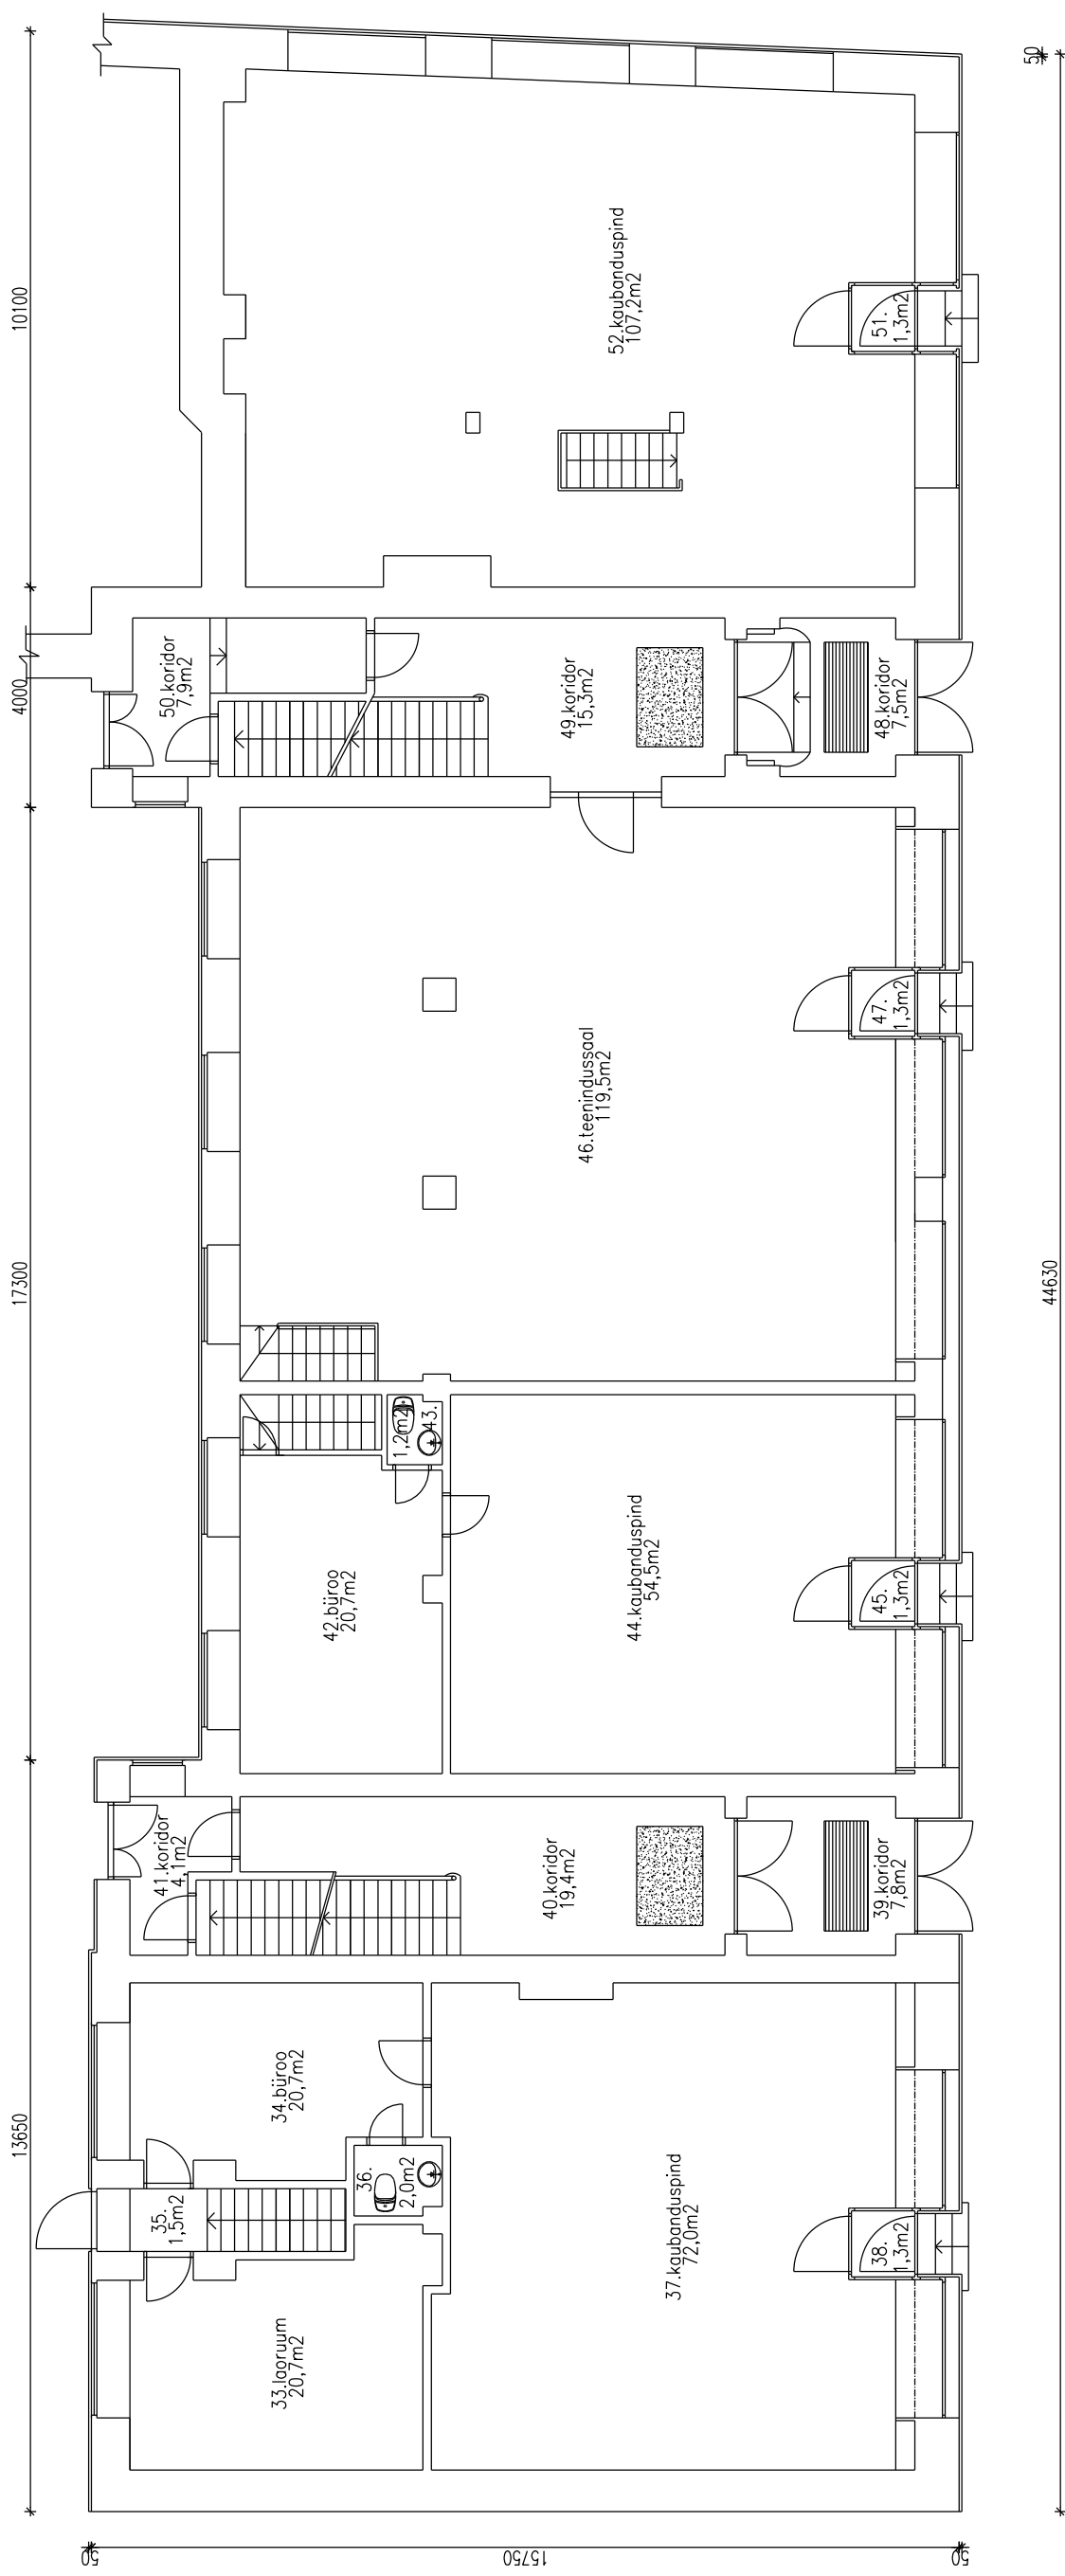 33.laoruum
20,7m2
34.büroo
20,7m2
35.
1,5m2
36.
2,0m2
37.kaubanduspind
72,0m2
38.
1,3m2
39.koridor
7,8m2
40.koridor
19,4m2
41.koridor
4,1m2
42.büroo
20,7m2
43.
1,2m2
44.kaubanduspind
54,5m2
45.
1,3m2
46.teenindussaal
119,5m2
47.
1,3m2
48.koridor
7,5m2
49.koridor
15,3m2
50.koridor
7,9m2
51.
1,3m2
52.kaubanduspind
107,2m2
13650
17300
4000
10100
44630
50
50
15750
50